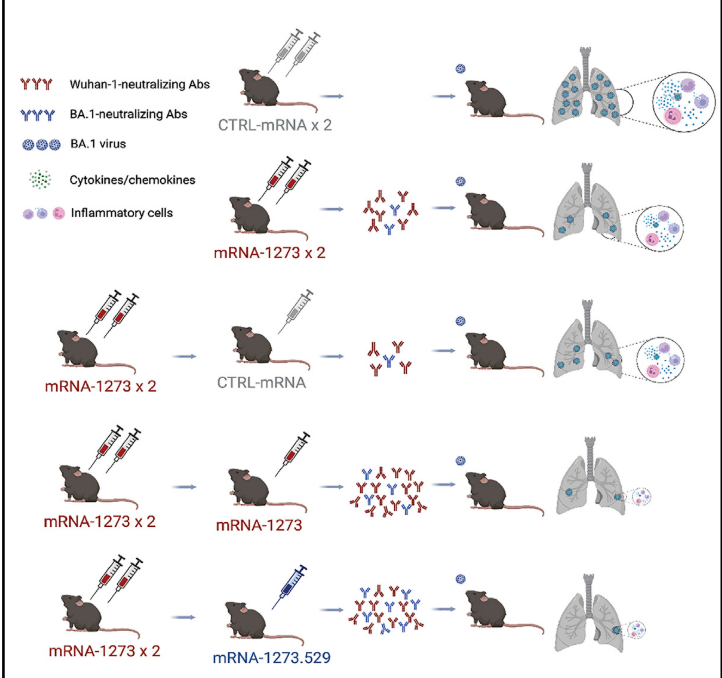 Wuhan-1-neutralizing Abs
BA.1-neutralizing Abs
BA.1 virus
Cytokines/chemokines
Inflammatory cells
CTRL-mRNA x 2
mRNA-1273 x 2
mRNA-1273 x 2
CTRL-mRNA
mRNA-1273 x 2
mRNA-1273
mRNA-1273 x 2
mRNA-1273.529